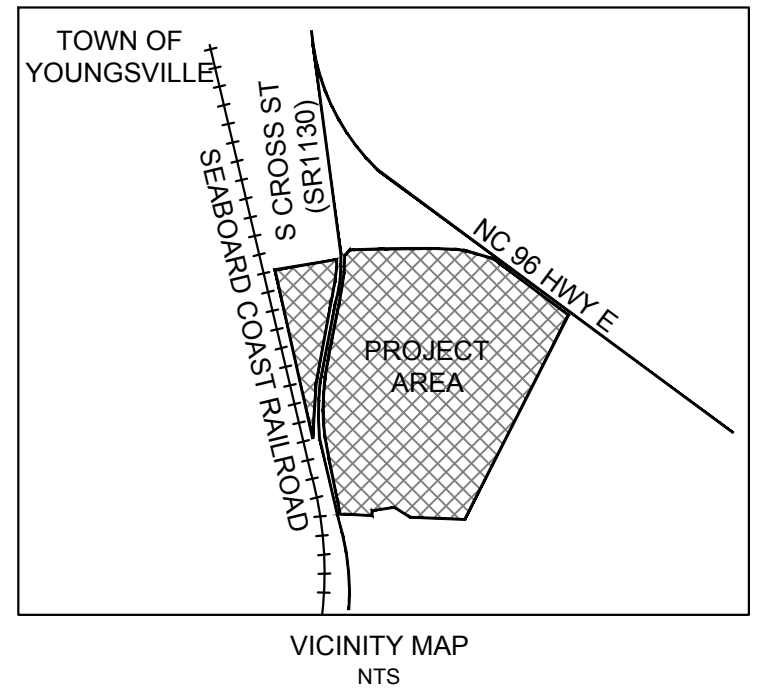 TOWN OF
YOUNGSVILLE
S CROSS ST
(SR1130)
SEABOARD COAST RAILROAD
NC 96 HWY E
PROJECT
AREA
VICINITY MAP
NTS